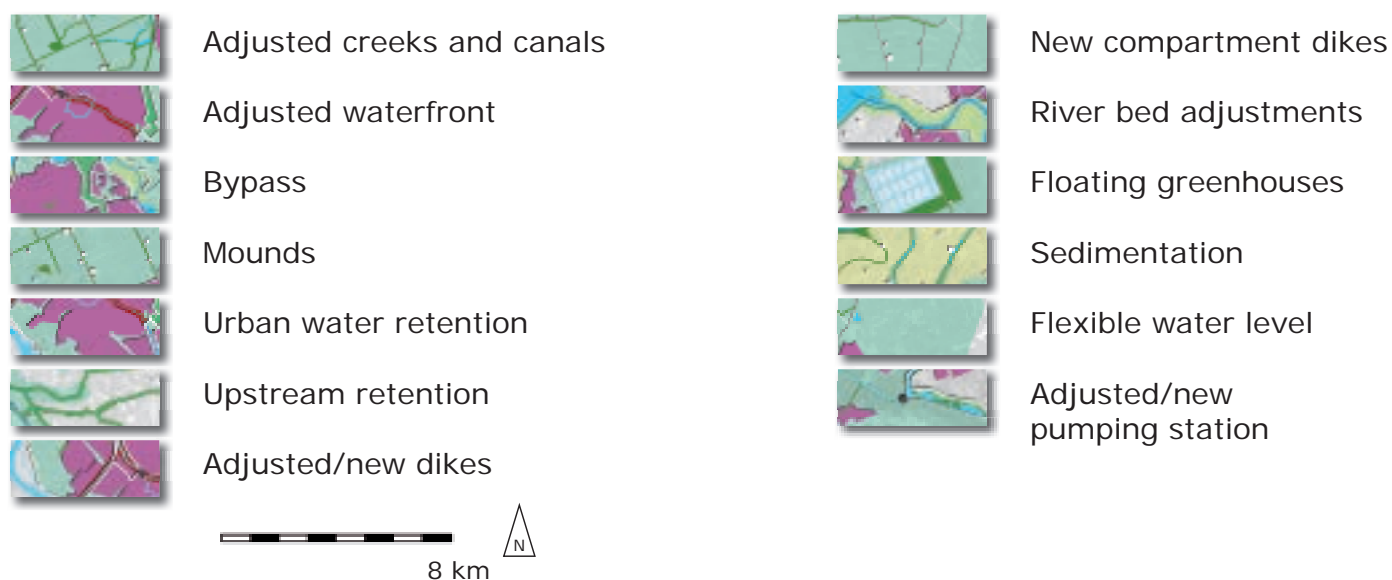 Adjusted creeks and canals
Adjusted waterfront
Bypass
Mounds
Urban water retention
Upstream retention
Adjusted/new dikes
8 km
N
New compartment dikes
River bed adjustments
Floating greenhouses
Sedimentation
Flexible water level
Adjusted/new
pumping station